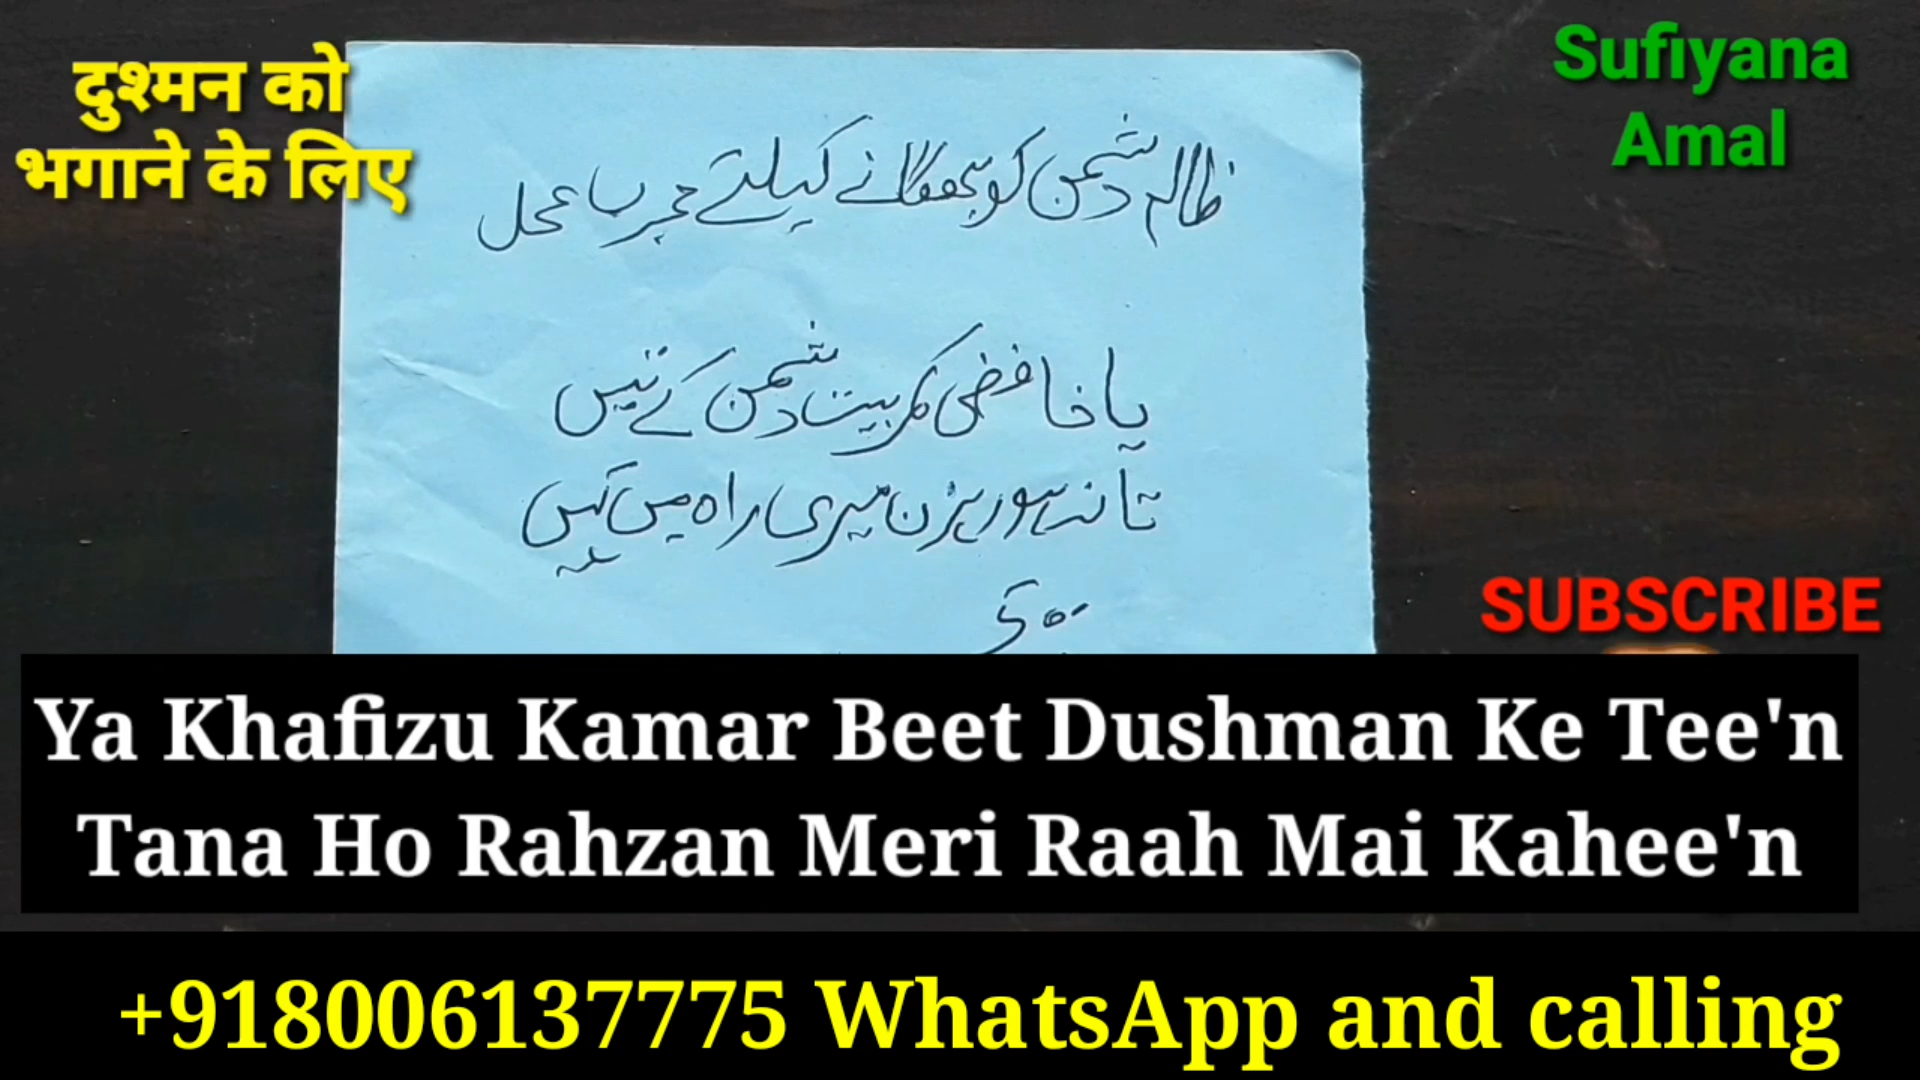 दुश्मन को
भगाने के लिए
Sufiyana
Amal
ظالم دشمن کو بھگانے کیلئے مجرب عمل
یا خافض کمر بیت دشمن کے تئیں
تا نہ ہو رہزن میری راہ میں کہیں
SUBSCRIBE
Ya Khafizu Kamar Beet Dushman Ke Tee'n
Tana Ho Rahzan Meri Raah Mai Kahee'n
+918006137775 WhatsApp and calling